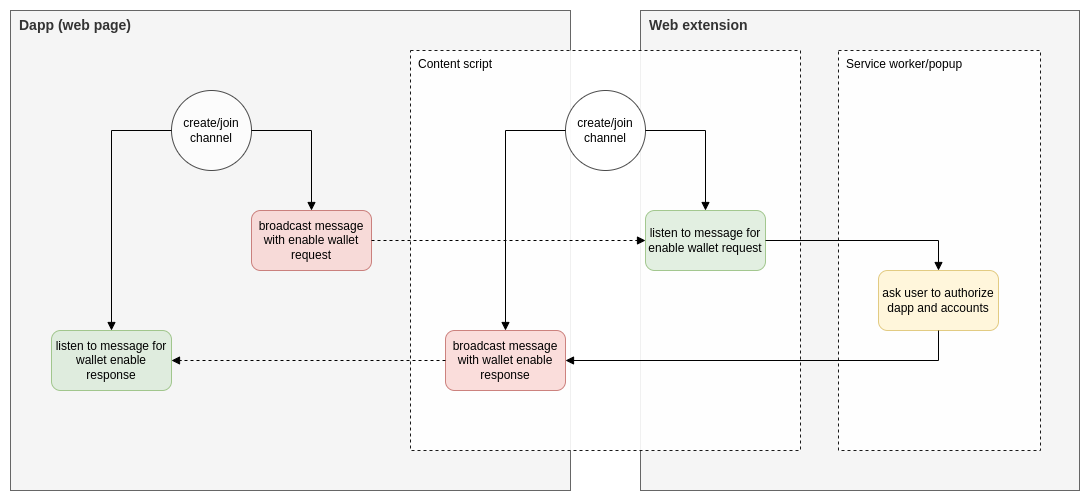 Dapp (web page)
Web extension
Content script
Service worker/popup
create/join
channel
create/join
channel
broadcast message
with enable wallet
request
listen to message for
enable wallet request
ask user to authorize
dapp and accounts
listen to message for
wallet enable
response
broadcast message
with wallet enable
response